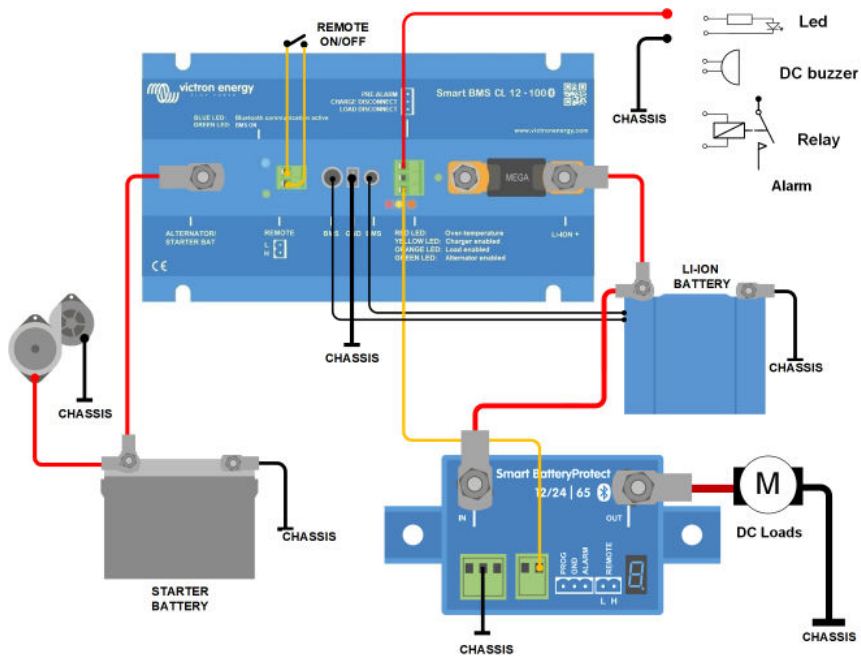 REMOTE
ON/OFF
Led
DC buzzer
Relay
Alarm
CHASSIS
victron energy
BLUE POWER
PRE-ALARM
CHARGE DISCONNECT
LOAD DISCONNECT
Smart BMS CL 12 -100
BLUE LED: Bluetooth communication active
GREEN LED: BMS ON
www.victronenergy.com
MEGA
ALTERNATOR/
STARTER BAT
REMOTE
L
H
BMS
GND
BMS
RED LED: Over-temperature
YELLOW LED: Charger enabled
ORANGE LED: Load enabled
GREEN LED: Alternator enabled
LI-ION +
CE
LI-ION
BATTERY
CHASSIS
CHASSIS
CHASSIS
CHASSIS
STARTER
BATTERY
Smart BatteryProtect
12/24 | 65
IN
OUT
PROG
GND
ALARM
REMOTE
L H
8
M
DC Loads
CHASSIS
CHASSIS